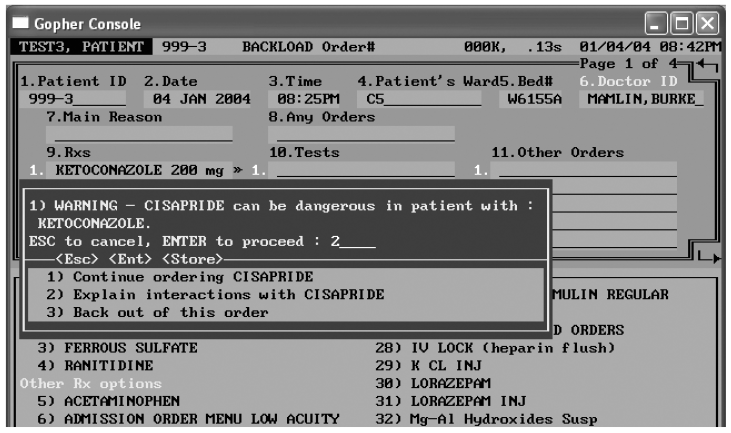 Gopher Console
TEST3, PATIENT 999-3 BACKLOAD Order# 000K, .13s 01/04/04 08:42PM
Page 1 of 4
1.Patient ID 2.Date 3.Time 4.Patient's Ward5.Bed# 6.Doctor ID
999-3 04 JAN 2004 08:25PM C5 W6155A MAMLIN,BURKE
7.Main Reason 8.Any Orders
9.Rxs 10.Tests 11.Other Orders
1. KETOCONAZOLE 200 mg » 1. 1.
1) WARNING – CISAPRIDE can be dangerous in patient with :
KETOCONAZOLE.
ESC to cancel, ENTER to proceed : 2
<Esc> <Ent> <Store>
1) Continue ordering CISAPRIDE
2) Explain interactions with CISAPRIDE
3) Back out of this order
MULIN REGULAR
D ORDERS
3) FERROUS SULFATE 28) IV LOCK (heparin flush)
4) RANITIDINE 29) K CL INJ
Other Rx options 30) LORAZEPAM
5) ACETAMINOPHEN 31) LORAZEPAM INJ
6) ADMISSION ORDER MENU LOW ACUITY 32) Mg-Al Hydroxides Susp